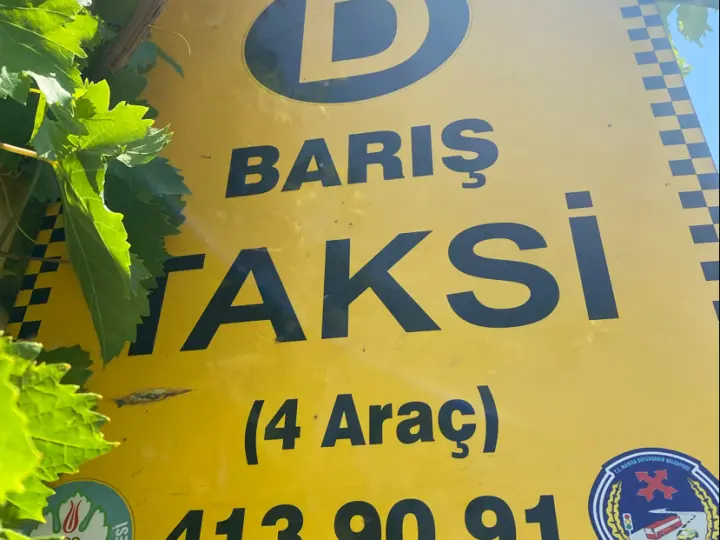 D
BARIŞ
TAKSİ
(4 Araç)
413 90 91